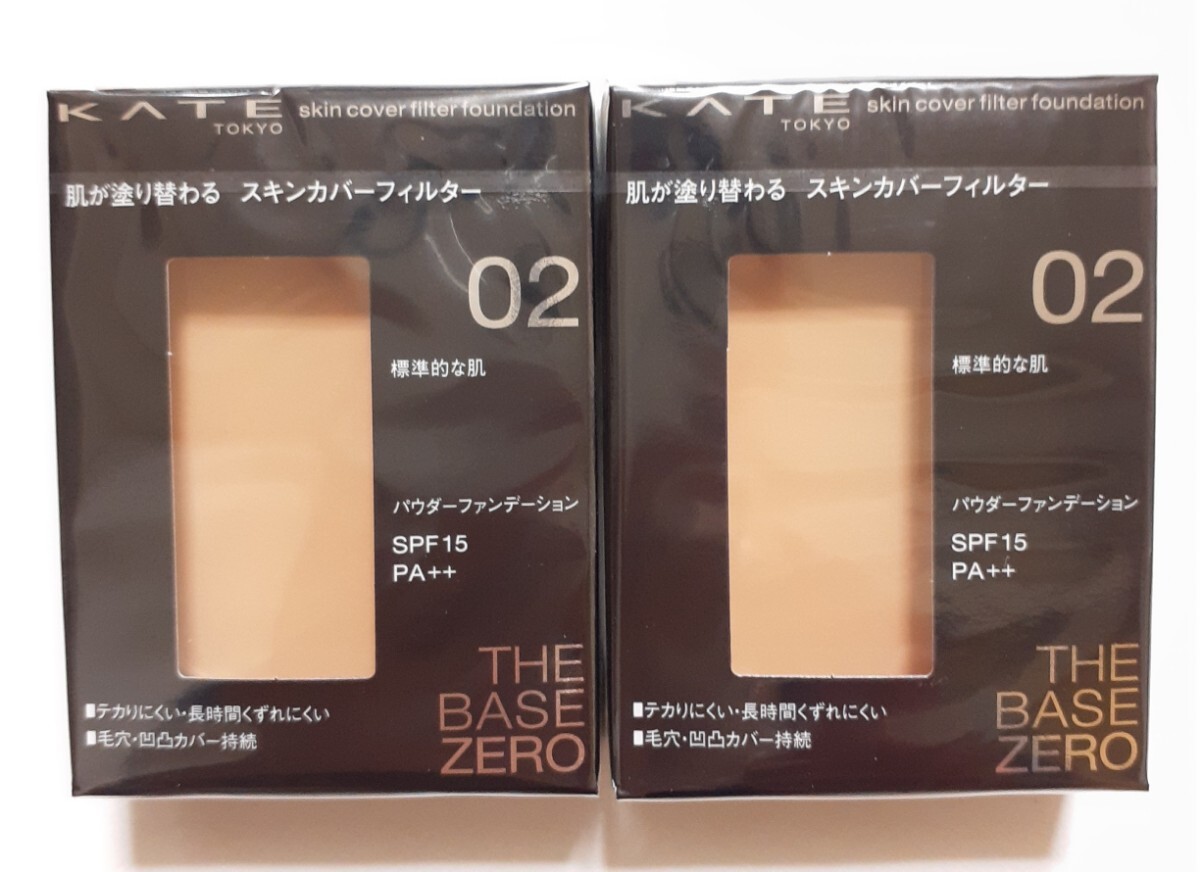 KATE skin cover filter foundation
TOKYO
肌が塗り替わる スキンカバーフィルター
02
標準的な肌
パウダーファンデーション
SPF15
PA++
THE
BASE
ZERO
■テカりにくい・長時間くずれにくい
■毛穴・凹凸カバー持続
KATE skin cover filter foundation
TOKYO
肌が塗り替わる スキンカバーフィルター
02
標準的な肌
パウダーファンデーション
SPF15
PA++
THE
BASE
ZERO
■テカりにくい・長時間くずれにくい
■毛穴・凹凸カバー持続